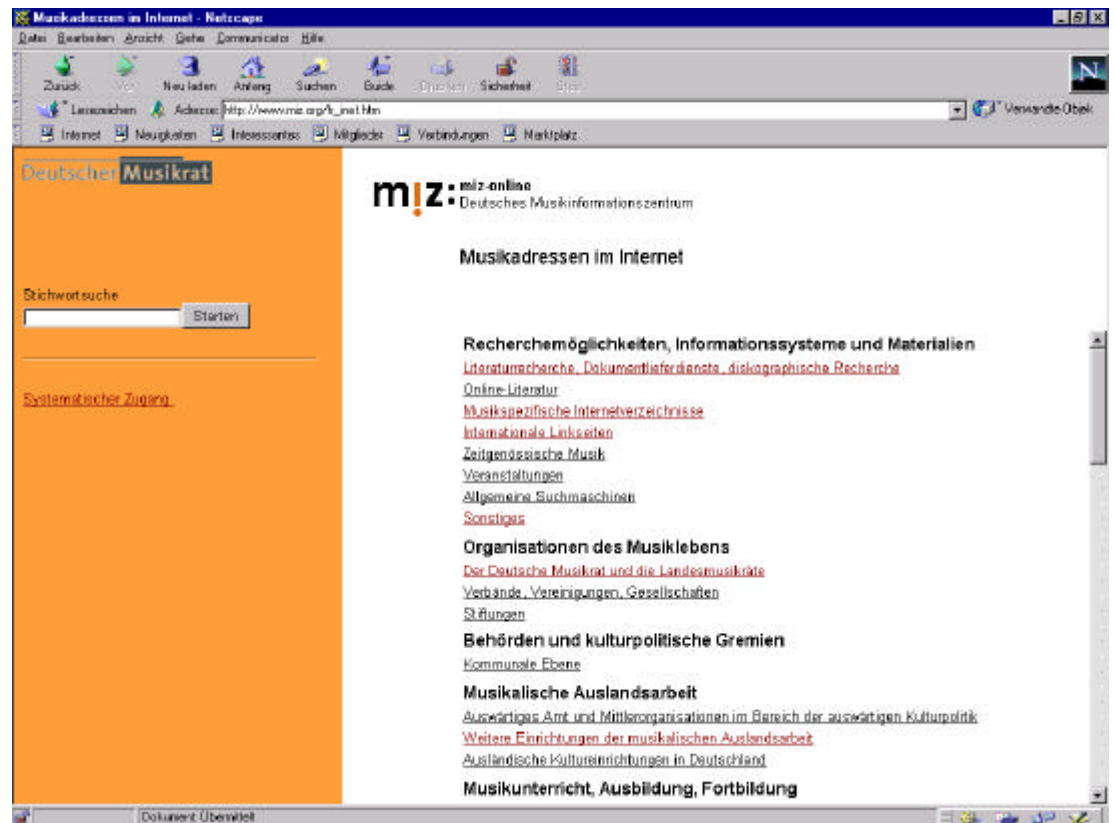 Musikadressen im Internet - Netscape
Datei Bearbeiten Ansicht Gehe Communicator Hilfe
Zurück Vor Neu laden Anfang Suchen Guide Drucken Sicherheit Stop
Lesezeichen Adresse: http://www.miz.org/fr_inet.htm Verwandte Objek
Internet Neuigkeiten Interessantes Mitglieder Verbindungen Marktplatz
Deutscher Musikrat
miz: miz-online
Deutsches Musikinformationszentrum
Musikadressen im Internet
Stichwortsuche
Starten
Systematischer Zugang
Recherchemöglichkeiten, Informationssysteme und Materialien
Literaturrecherche, Dokumentlieferdienste, diskographische Recherche
Online-Literatur
Musikspezifische Internetverzeichnisse
Internationale Linkseiten
Zeitgenössische Musik
Veranstaltungen
Allgemeine Suchmaschinen
Sonstiges
Organisationen des Musiklebens
Der Deutsche Musikrat und die Landesmusikräte
Verbände, Vereinigungen, Gesellschaften
Stiftungen
Behörden und kulturpolitische Gremien
Kommunale Ebene
Musikalische Auslandsarbeit
Auswärtiges Amt und Mittlerorganisationen im Bereich der auswärtigen Kulturpolitik
Weitere Einrichtungen der musikalischen Auslandsarbeit
Ausländische Kultureinrichtungen in Deutschland
Musikunterricht, Ausbildung, Fortbildung
Dokument: Übermittelt